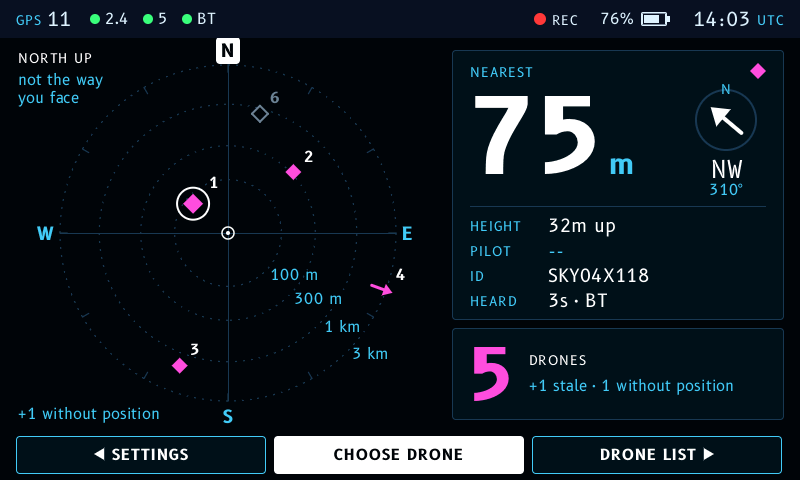 GPS 11 2.4 5 BT REC 76% 14:03 UTC
NORTH UP
not the way
you face
N
6
2
1
W
E
4
100 m
300 m
1 km
3 km
3
+1 without position
S
NEAREST
75 m
N
NW
310°
HEIGHT 32m up
PILOT --
ID SKY04X118
HEARD 3s · BT
5 DRONES
+1 stale · 1 without position
◀ SETTINGS
CHOOSE DRONE
DRONE LIST ▶